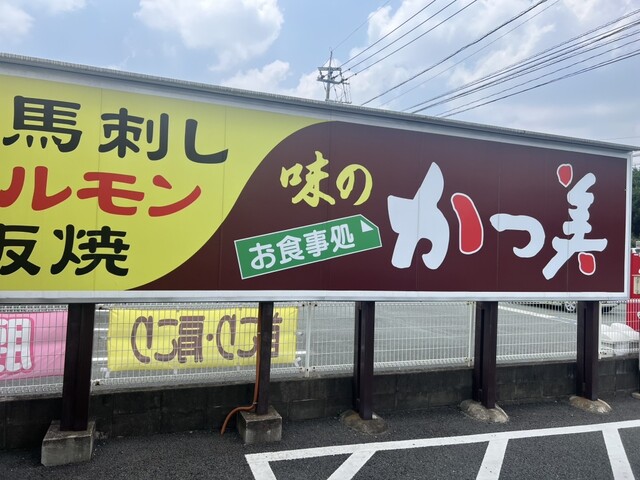 馬刺し
ルモン
板焼
味の
かつ美
お食事処